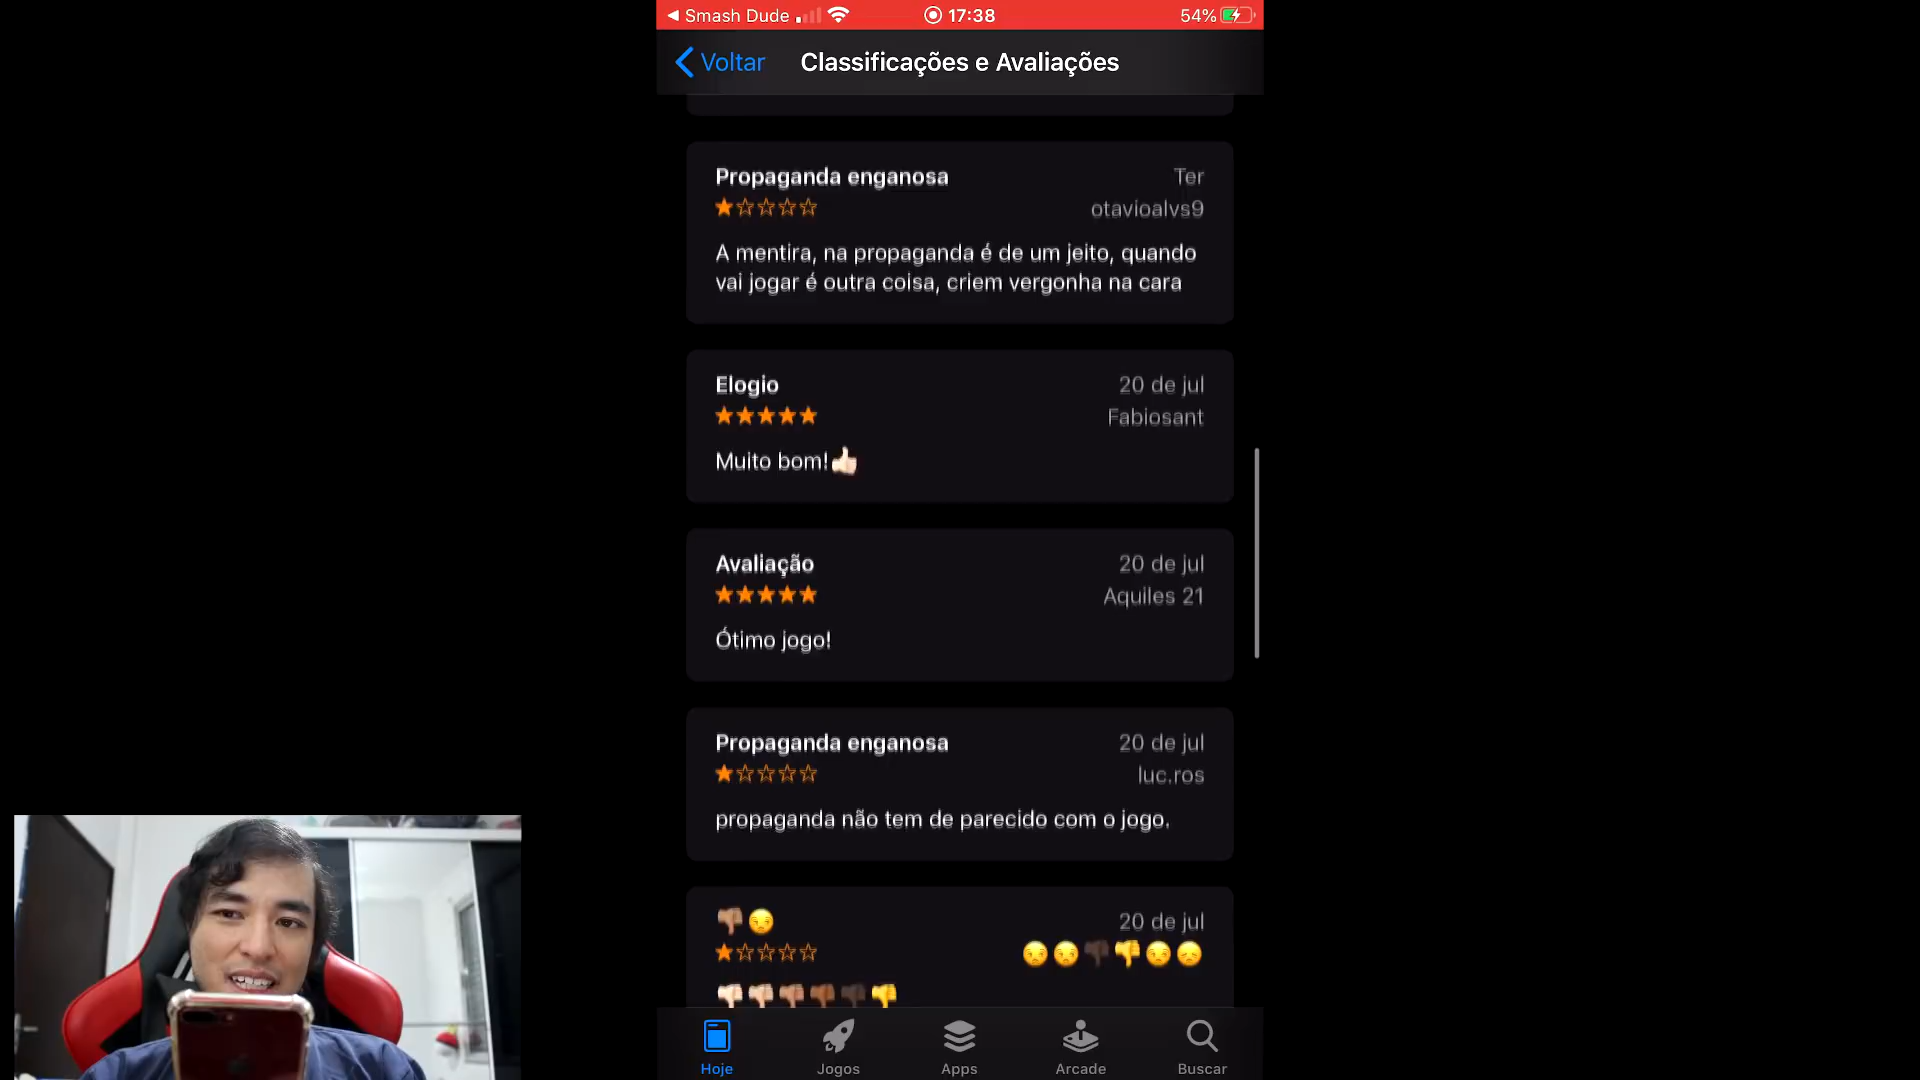 ◀ Smash Dude 17:38 54%
Voltar Classificações e Avaliações
Propaganda enganosa Ter
★☆☆☆☆ otavioalvs9
A mentira, na propaganda é de um jeito, quando
vai jogar é outra coisa, criem vergonha na cara
Elogio 20 de jul
★★★★★ Fabiosant
Muito bom!👍🏻
Avaliação 20 de jul
★★★★★ Aquiles 21
Ótimo jogo!
Propaganda enganosa 20 de jul
★☆☆☆☆ luc.ros
propaganda não tem de parecido com o jogo.
👎🏽😒 20 de jul
★☆☆☆☆ 😒😒👎🏿👎😒😞
👎🏻👎🏼👎🏽👎🏾👎🏿👎
Hoje Jogos Apps Arcade Buscar